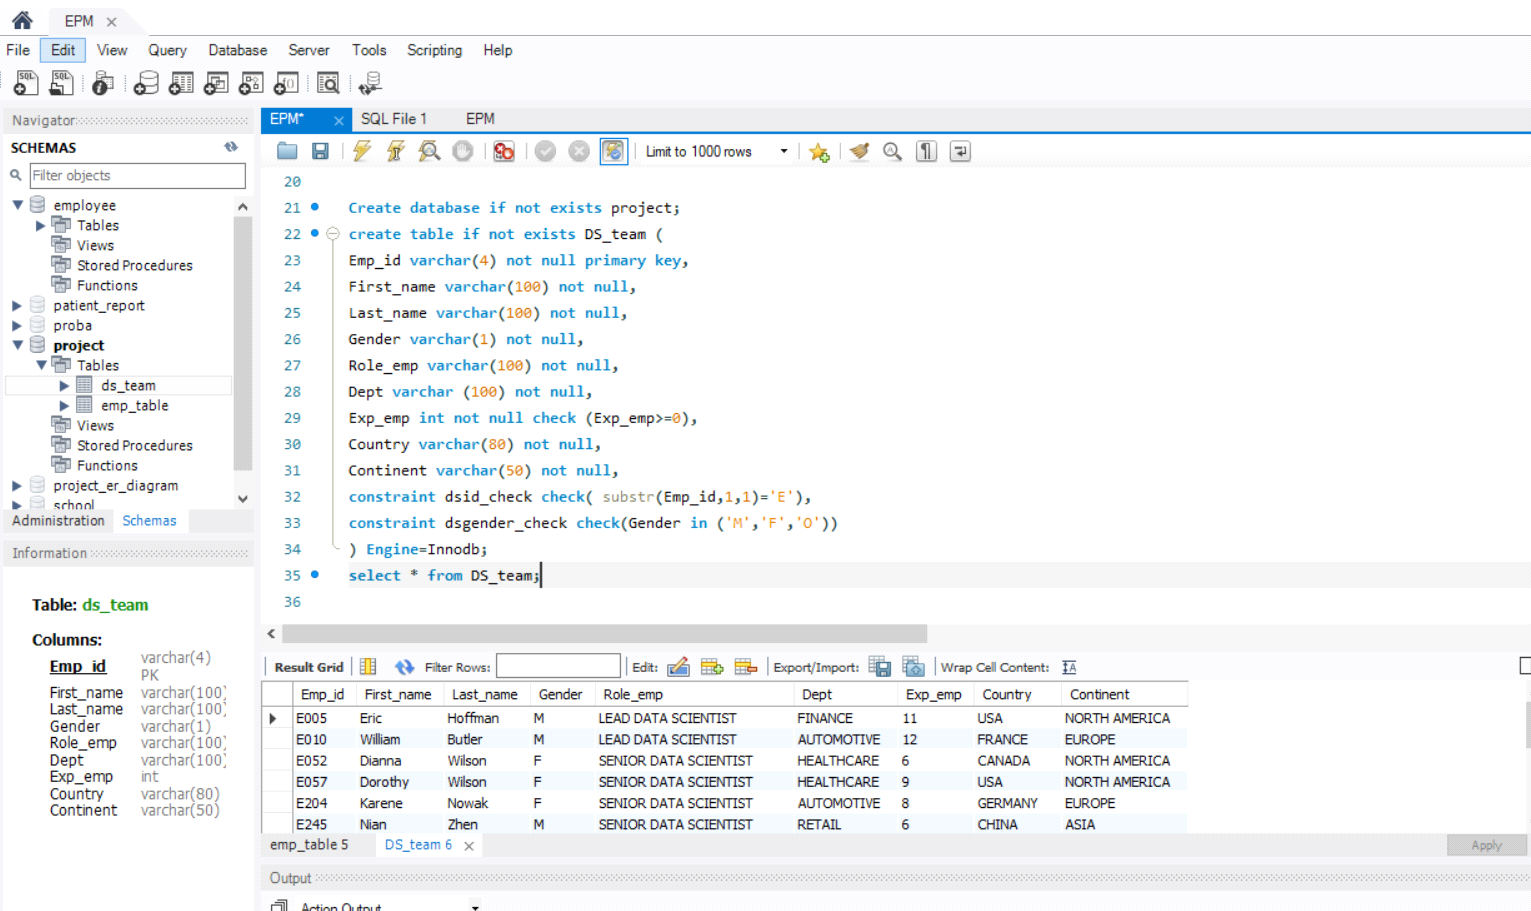 EPM
File Edit View Query Database Server Tools Scripting Help
SQL SQL
Navigator
SCHEMAS
Filter objects
employee
Tables
Views
Stored Procedures
Functions
patient_report
proba
project
Tables
ds_team
emp_table
Views
Stored Procedures
Functions
project_er_diagram
school
Administration Schemas
Information
Table: ds_team
Columns:
Emp_id varchar(4) PK
First_name varchar(100)
Last_name varchar(100)
Gender varchar(1)
Role_emp varchar(100)
Dept varchar(100)
Exp_emp int
Country varchar(80)
Continent varchar(50)
EPM* SQL File 1 EPM
Limit to 1000 rows
20
21 Create database if not exists project;
22 create table if not exists DS_team (
23 Emp_id varchar(4) not null primary key,
24 First_name varchar(100) not null,
25 Last_name varchar(100) not null,
26 Gender varchar(1) not null,
27 Role_emp varchar(100) not null,
28 Dept varchar (100) not null,
29 Exp_emp int not null check (Exp_emp>=0),
30 Country varchar(80) not null,
31 Continent varchar(50) not null,
32 constraint dsid_check check( substr(Emp_id,1,1)='E'),
33 constraint dsgender_check check(Gender in ('M','F','O'))
34 ) Engine=Innodb;
35 select * from DS_team;
36
Result Grid Filter Rows: Edit: Export/Import: Wrap Cell Content:
Emp_id First_name Last_name Gender Role_emp Dept Exp_emp Country Continent
E005 Eric Hoffman M LEAD DATA SCIENTIST FINANCE 11 USA NORTH AMERICA
E010 William Butler M LEAD DATA SCIENTIST AUTOMOTIVE 12 FRANCE EUROPE
E052 Dianna Wilson F SENIOR DATA SCIENTIST HEALTHCARE 6 CANADA NORTH AMERICA
E057 Dorothy Wilson F SENIOR DATA SCIENTIST HEALTHCARE 9 USA NORTH AMERICA
E204 Karene Nowak F SENIOR DATA SCIENTIST AUTOMOTIVE 8 GERMANY EUROPE
E245 Nian Zhen M SENIOR DATA SCIENTIST RETAIL 6 CHINA ASIA
emp_table 5 DS_team 6
Apply
Output
Action Output